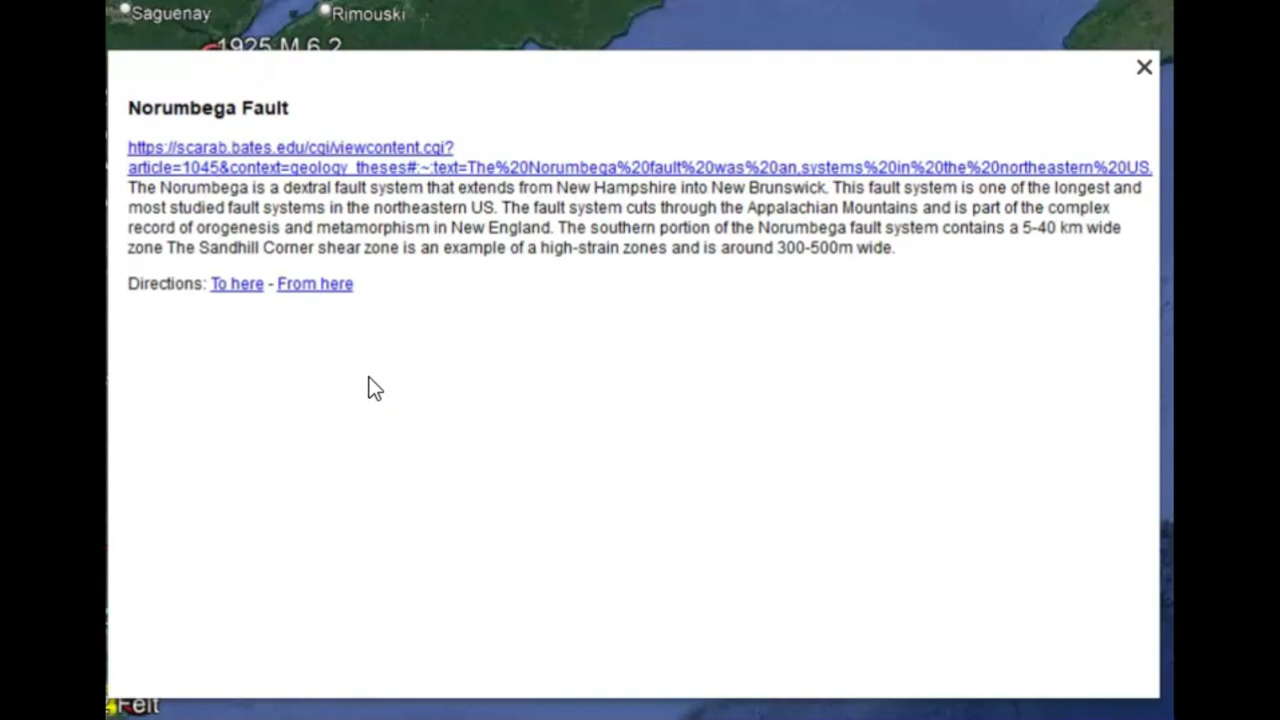 Saguenay
Rimouski
1925 M 6.2
Norumbega Fault
https://scarab.bates.edu/cgi/viewcontent.cgi?
article=1045&context=geology_theses#:~:text=The%20Norumbega%20fault%20was%20an,systems%20in%20the%20northeastern%20US.
The Norumbega is a dextral fault system that extends from New Hampshire into New Brunswick. This fault system is one of the longest and
most studied fault systems in the northeastern US. The fault system cuts through the Appalachian Mountains and is part of the complex
record of orogenesis and metamorphism in New England. The southern portion of the Norumbega fault system contains a 5-40 km wide
zone The Sandhill Corner shear zone is an example of a high-strain zones and is around 300-500m wide.
Directions: To here - From here
Felt